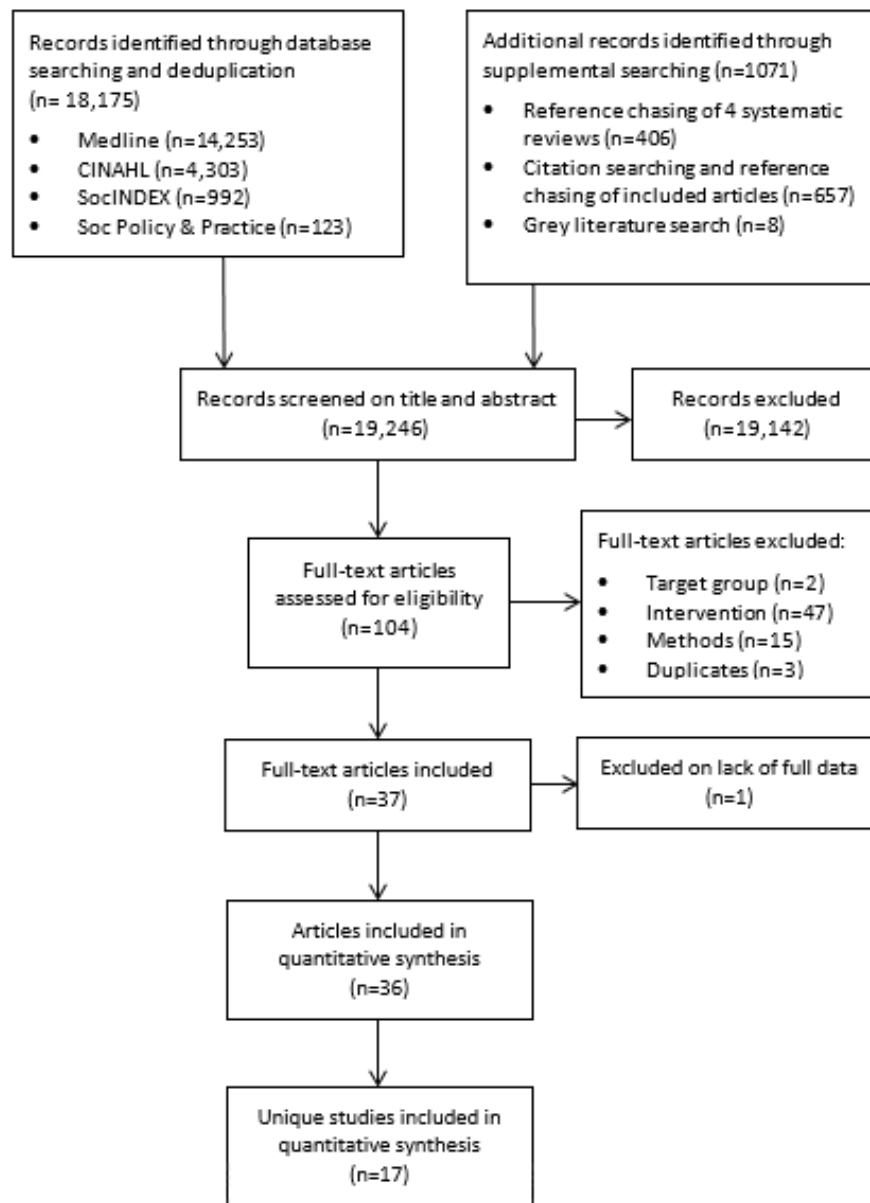 Records identified through database
searching and deduplication
(n= 18,175)
• Medline (n=14,253)
• CINAHL (n=4,303)
• SocINDEX (n=992)
• Soc Policy & Practice (n=123)
Additional records identified through
supplemental searching (n=1071)
• Reference chasing of 4 systematic
reviews (n=406)
• Citation searching and reference
chasing of included articles (n=657)
• Grey literature search (n=8)
Records screened on title and abstract
(n=19,246)
Records excluded
(n=19,142)
Full-text articles
assessed for eligibility
(n=104)
Full-text articles excluded:
• Target group (n=2)
• Intervention (n=47)
• Methods (n=15)
• Duplicates (n=3)
Full-text articles included
(n=37)
Excluded on lack of full data
(n=1)
Articles included in
quantitative synthesis
(n=36)
Unique studies included in
quantitative synthesis
(n=17)